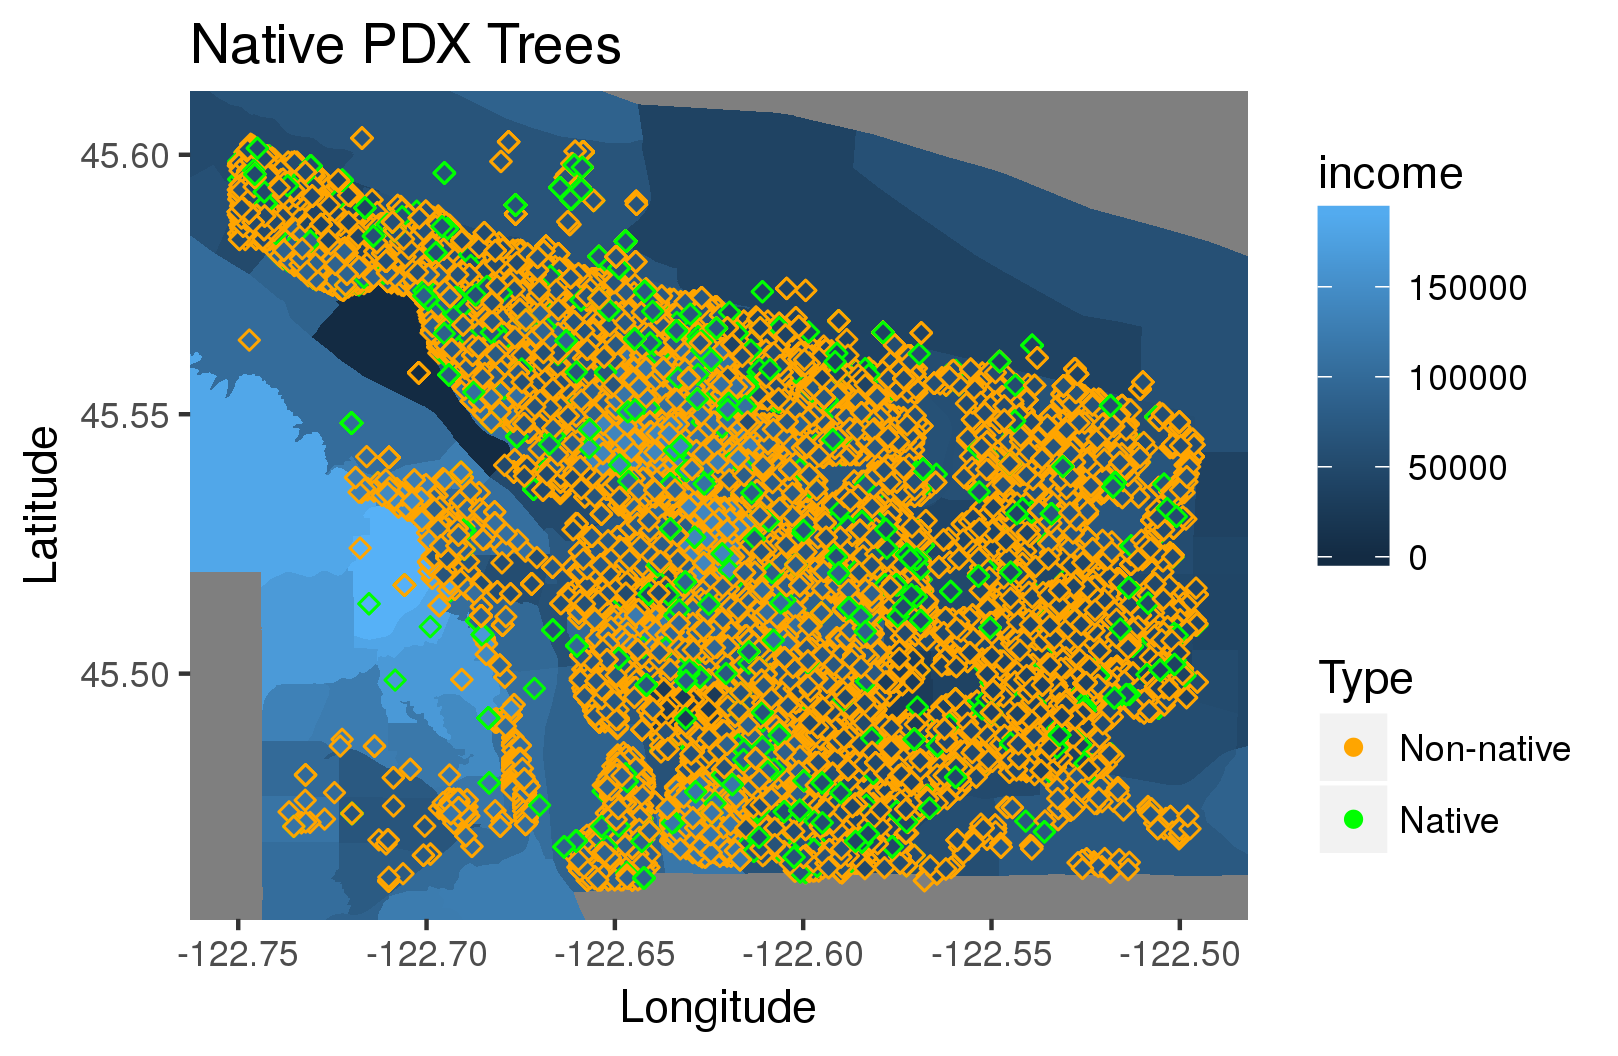 Native PDX Trees
45.60
45.55
45.50
Latitude
-122.75
-122.70
-122.65
-122.60
-122.55
-122.50
Longitude
income
150000
100000
50000
0
Type
Non-native
Native